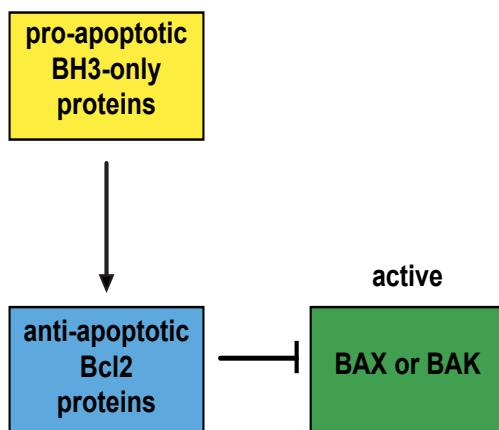 pro-apoptotic
BH3-only
proteins
active
anti-apoptotic
Bcl2
proteins
BAX or BAK